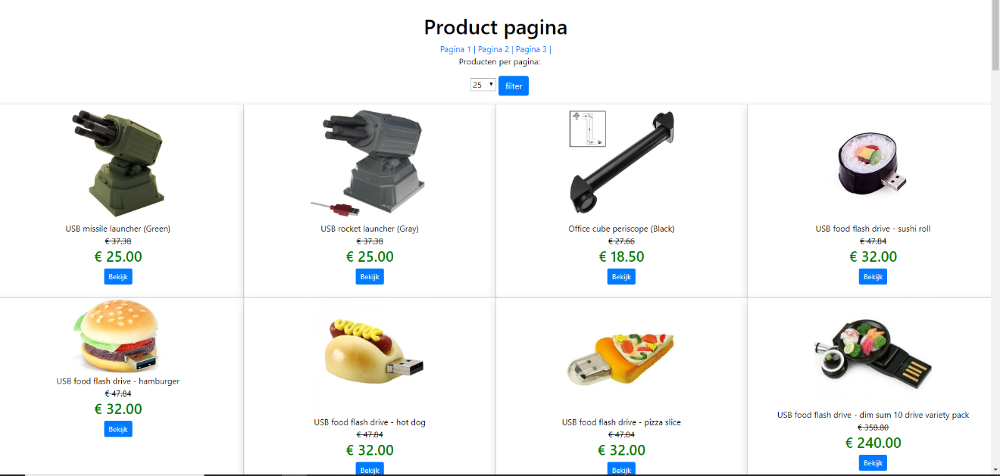 Product pagina
Pagina 1 | Pagina 2 | Pagina 3 |
Producten per pagina:
25 filter
USB missile launcher (Green)
€ 37.38
€ 25.00
Bekijk
USB rocket launcher (Gray)
€ 37.38
€ 25.00
Bekijk
Office cube periscope (Black)
€ 27.66
€ 18.50
Bekijk
USB food flash drive - sushi roll
€ 47.84
€ 32.00
Bekijk
USB food flash drive - hamburger
€ 47.84
€ 32.00
Bekijk
USB food flash drive - hot dog
€ 47.84
€ 32.00
Bekijk
USB food flash drive - pizza slice
€ 47.84
€ 32.00
Bekijk
USB food flash drive - dim sum 10 drive variety pack
€ 358.80
€ 240.00
Bekijk